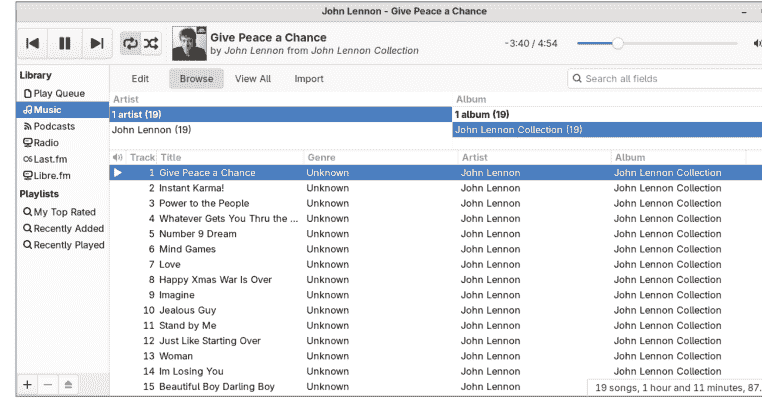 John Lennon - Give Peace a Chance
Give Peace a Chance
by John Lennon from John Lennon Collection
-3:40 / 4:54
Library
Play Queue
Music
Podcasts
Radio
Last.fm
Libre.fm
Playlists
My Top Rated
Recently Added
Recently Played
Edit Browse View All Import Search all fields
Artist Album
1 artist (19) 1 album (19)
John Lennon (19) John Lennon Collection (19)
Track Title Genre Artist Album
1 Give Peace a Chance Unknown John Lennon John Lennon Collection
2 Instant Karma! Unknown John Lennon John Lennon Collection
3 Power to the People Unknown John Lennon John Lennon Collection
4 Whatever Gets You Thru the ... Unknown John Lennon John Lennon Collection
5 Number 9 Dream Unknown John Lennon John Lennon Collection
6 Mind Games Unknown John Lennon John Lennon Collection
7 Love Unknown John Lennon John Lennon Collection
8 Happy Xmas War Is Over Unknown John Lennon John Lennon Collection
9 Imagine Unknown John Lennon John Lennon Collection
10 Jealous Guy Unknown John Lennon John Lennon Collection
11 Stand by Me Unknown John Lennon John Lennon Collection
12 Just Like Starting Over Unknown John Lennon John Lennon Collection
13 Woman Unknown John Lennon John Lennon Collection
14 Im Losing You Unknown John Lennon John Lennon Collection
15 Beautiful Boy Darling Boy Unknown John Lennon
19 songs, 1 hour and 11 minutes, 87.